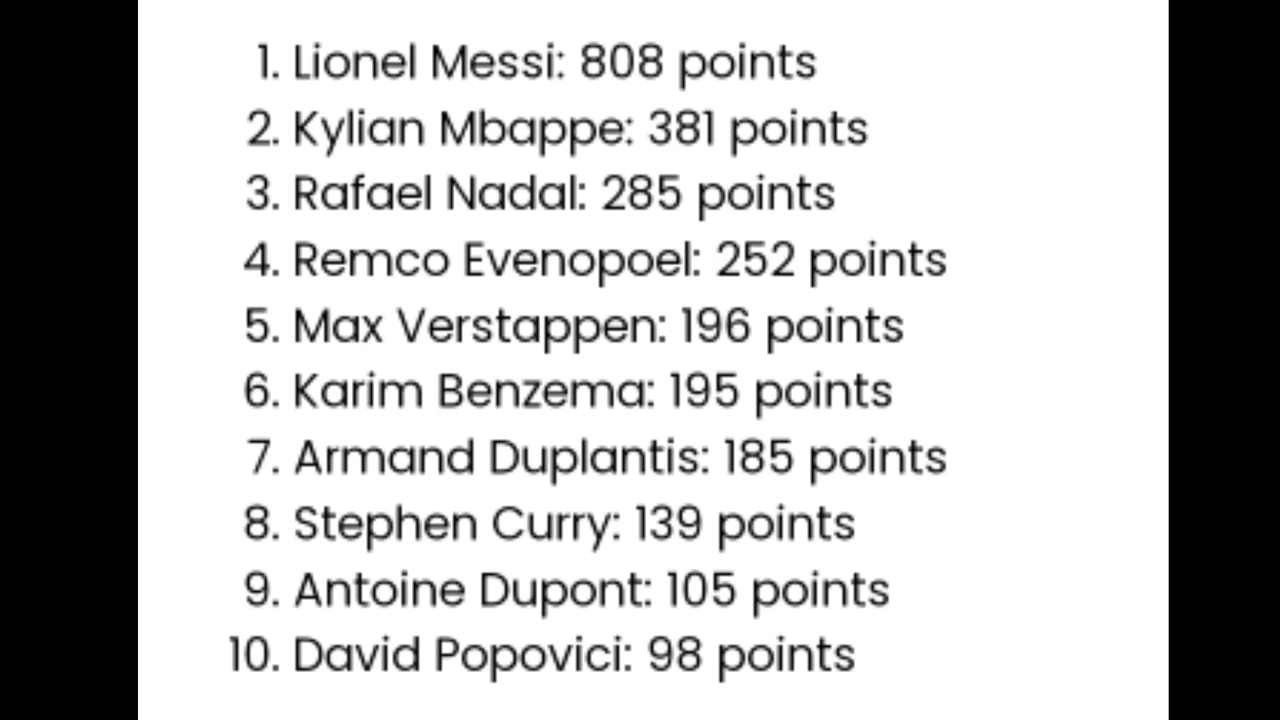 1. Lionel Messi: 808 points
2. Kylian Mbappe: 381 points
3. Rafael Nadal: 285 points
4. Remco Evenopoel: 252 points
5. Max Verstappen: 196 points
6. Karim Benzema: 195 points
7. Armand Duplantis: 185 points
8. Stephen Curry: 139 points
9. Antoine Dupont: 105 points
10. David Popovici: 98 points